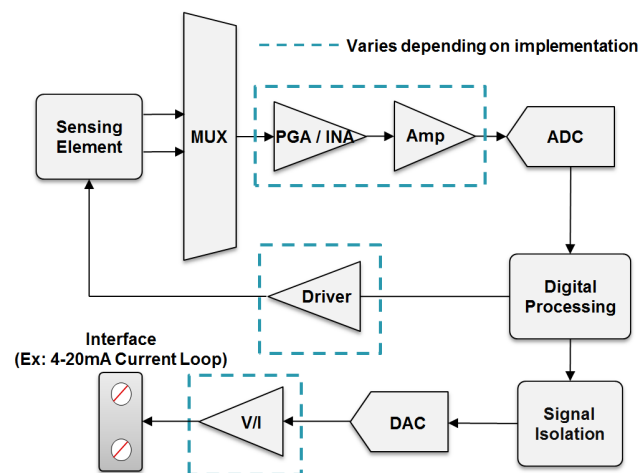 Varies depending on implementation
Sensing
Element
MUX
PGA / INA
Amp
ADC
Driver
Digital
Processing
Interface
(Ex: 4-20mA Current Loop)
V/I
DAC
Signal
Isolation